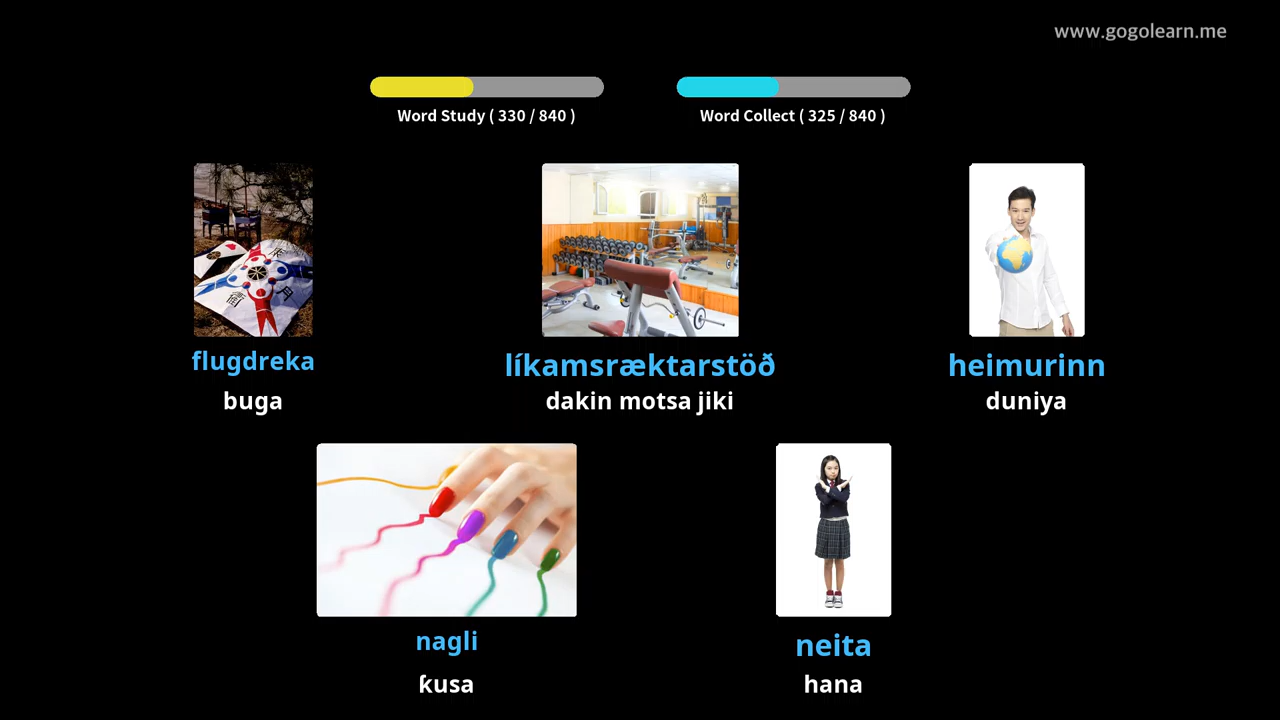 www.gogolearn.me
Word Study ( 330 / 840 )
Word Collect ( 325 / 840 )
flugdreka
buga
líkamsræktarstöð
dakin motsa jiki
heimurinn
duniya
nagli
ƙusa
neita
hana